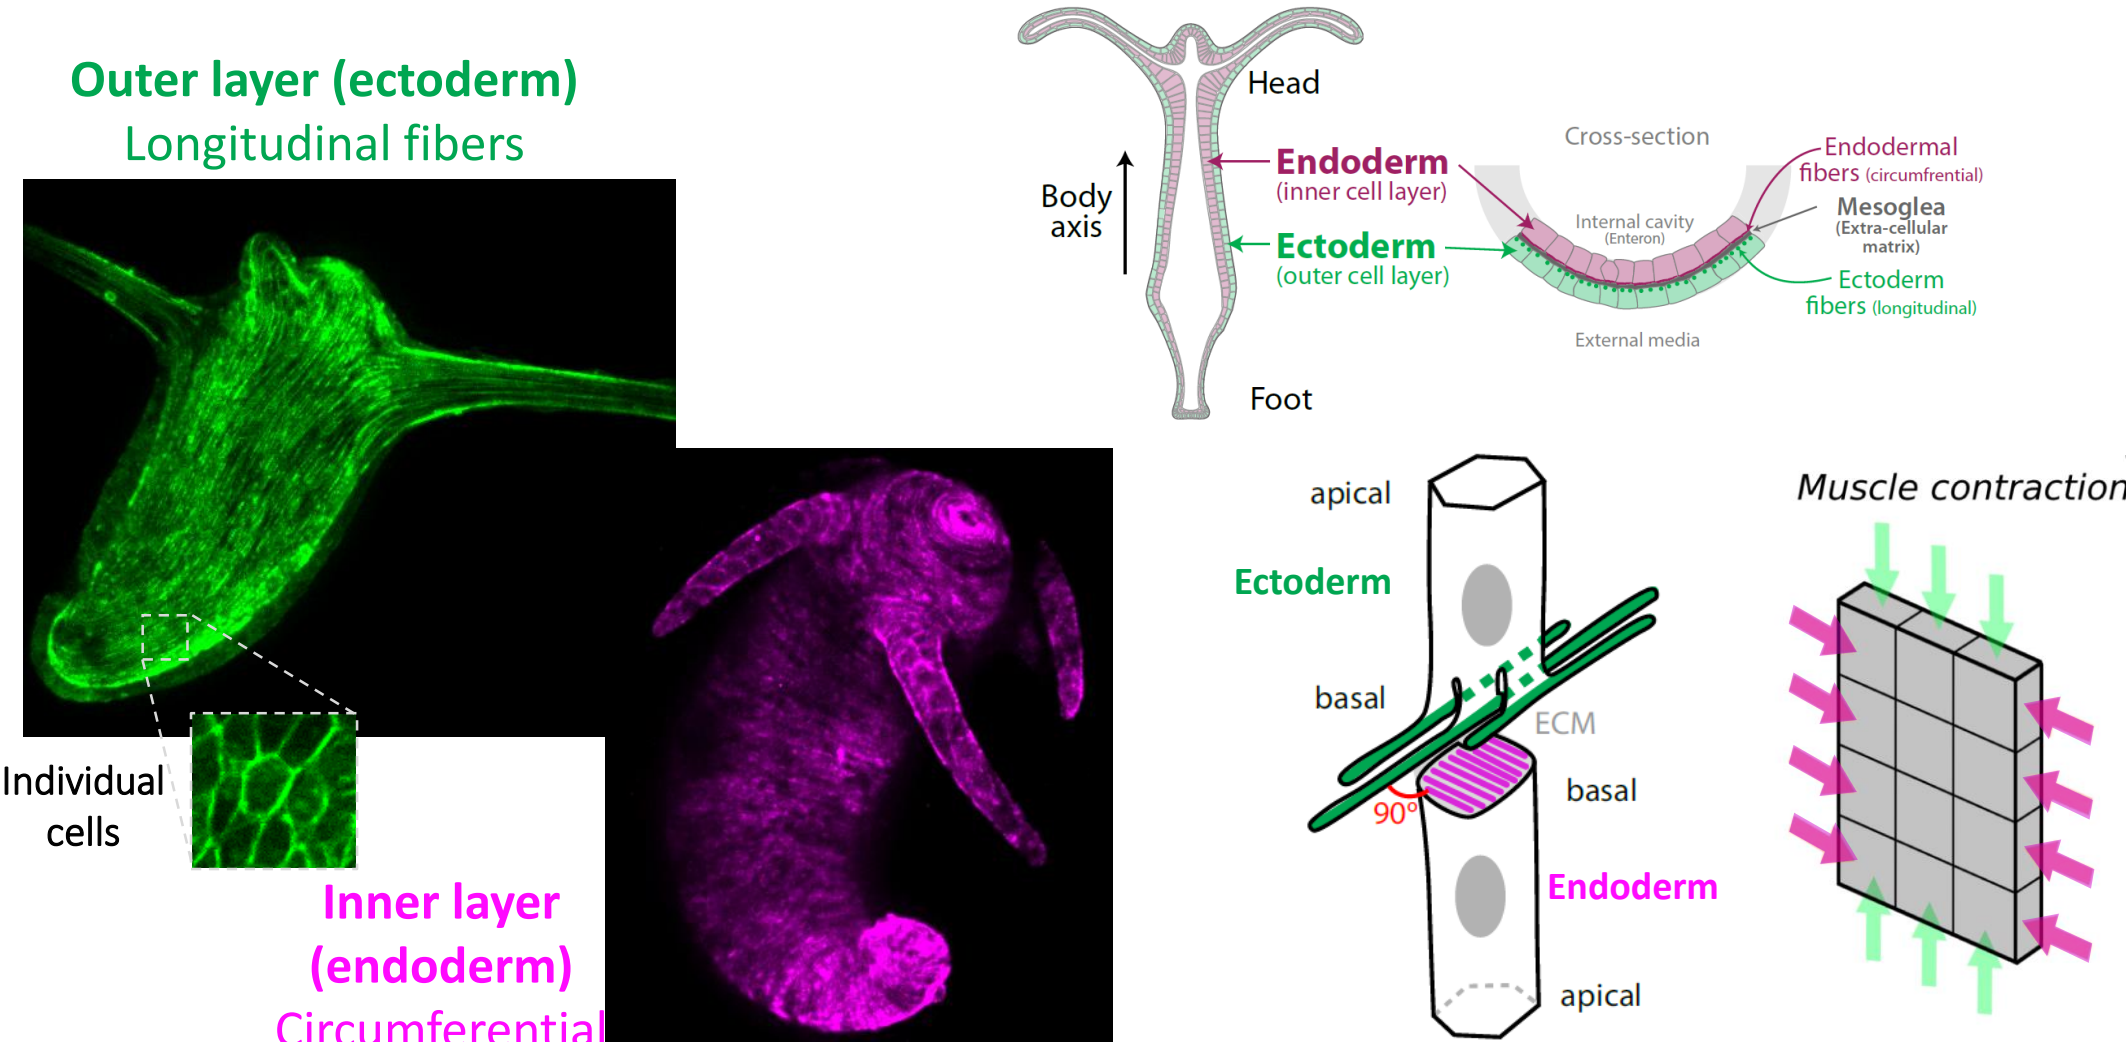 Outer layer (ectoderm)
Longitudinal fibers
Individual
cells
Inner layer
(endoderm)
Circumferential
Head
Body
axis
Endoderm
(inner cell layer)
Ectoderm
(outer cell layer)
Foot
Cross-section
Internal cavity
(Enteron)
External media
Endodermal
fibers (circumfrential)
Mesoglea
(Extra-cellular
matrix)
Ectoderm
fibers (longitudinal)
apical
Ectoderm
basal
ECM
90°
basal
Endoderm
apical
Muscle contraction